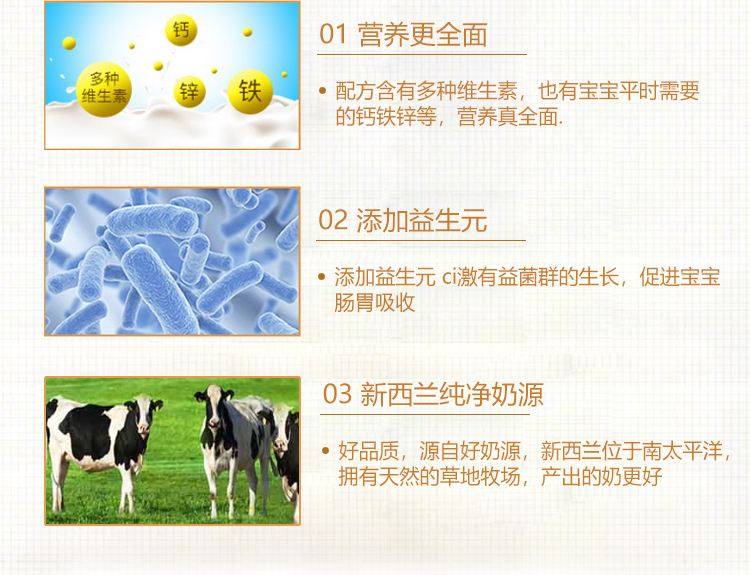 钙
多种
维生素
锌
铁
01 营养更全面
配方含有多种维生素，也有宝宝平时需要
的钙铁锌等，营养真全面.
02 添加益生元
添加益生元 ci激有益菌群的生长，促进宝宝
肠胃吸收
03 新西兰纯净奶源
好品质，源自好奶源，新西兰位于南太平洋，
拥有天然的草地牧场，产出的奶更好